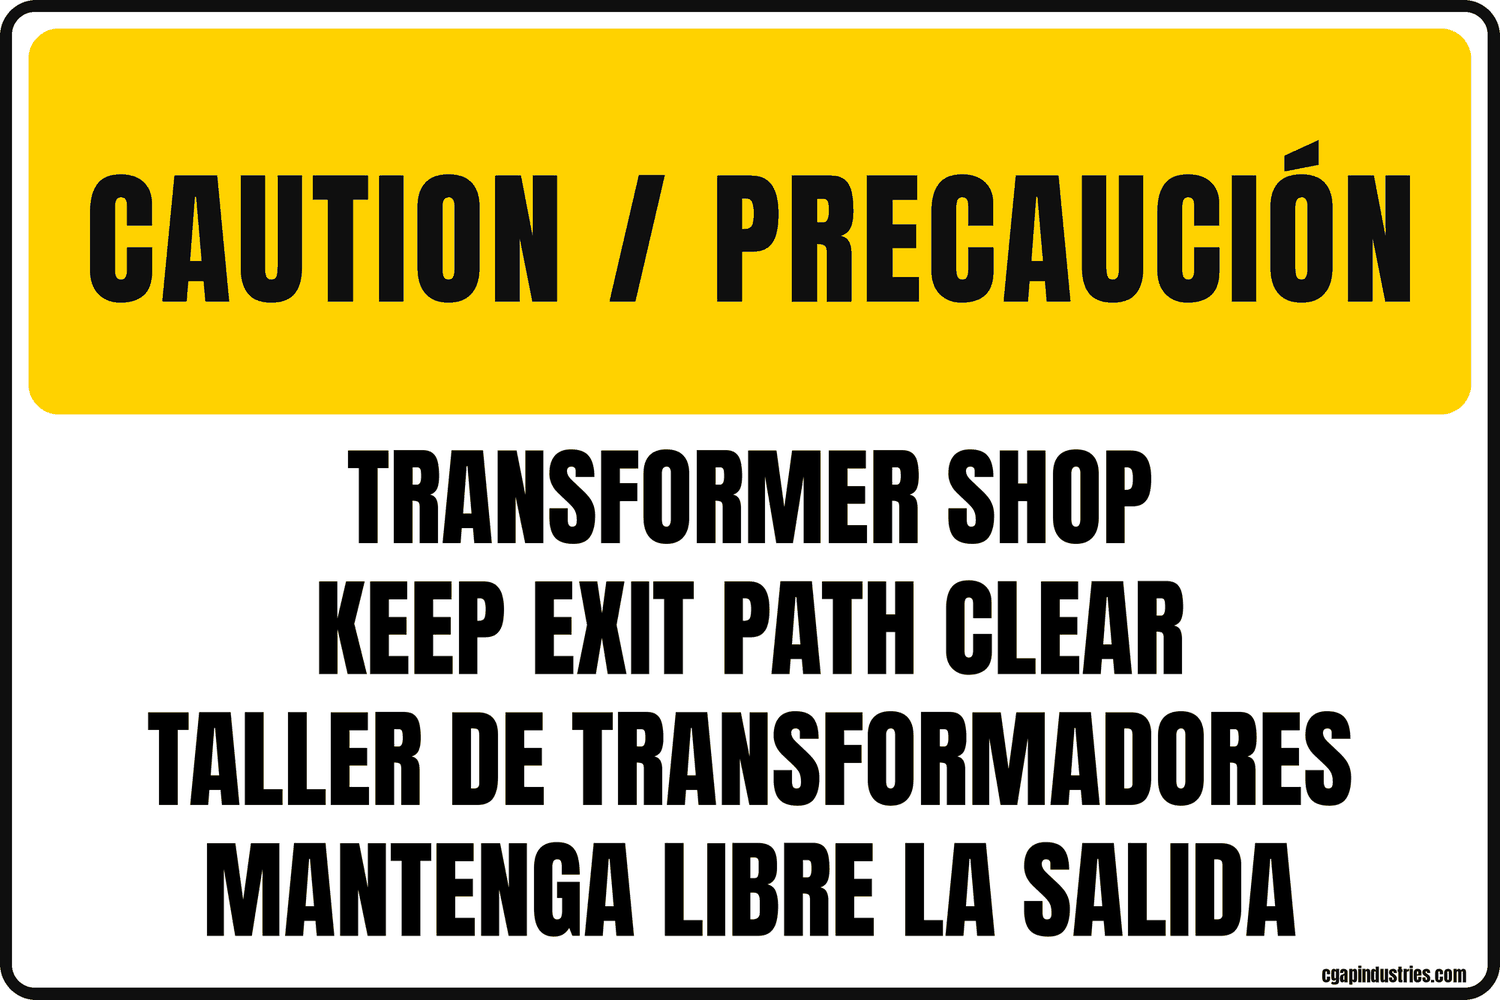 CAUTION / PRECAUCIÓN
TRANSFORMER SHOP
KEEP EXIT PATH CLEAR
TALLER DE TRANSFORMADORES
MANTENGA LIBRE LA SALIDA
cgapindustries.com